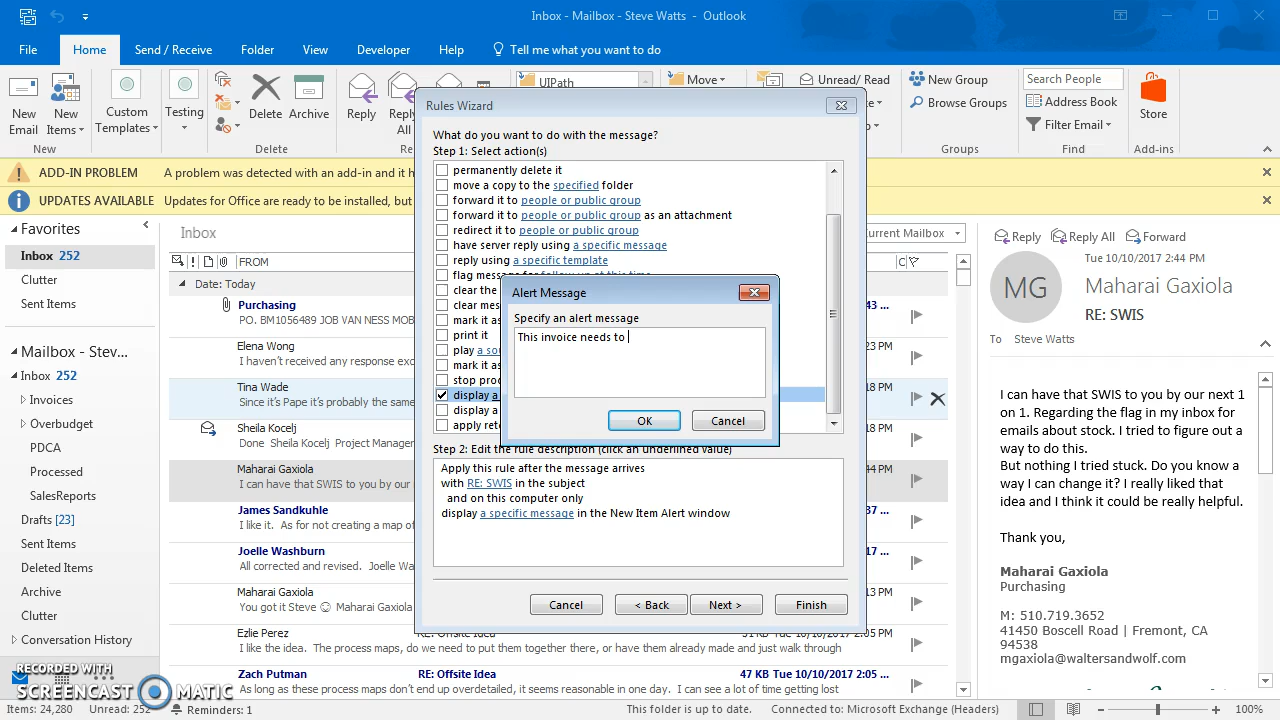 Inbox - Mailbox - Steve Watts - Outlook
File Home Send / Receive Folder View Developer Help Tell me what you want to do
New Email
New Items
Custom Templates
Testing
Delete
Archive
Reply
Reply All
UIPath
Move
Unread/ Read
New Group
Browse Groups
Search People
Address Book
Filter Email
Store
New Delete Groups Find Add-ins
ADD-IN PROBLEM A problem was detected with an add-in and it h
UPDATES AVAILABLE Updates for Office are ready to be installed, but
Favorites
Inbox 252
Clutter
Sent Items
Mailbox - Stev...
Inbox 252
Invoices
Overbudget
PDCA
Processed
SalesReports
Drafts [23]
Sent Items
Deleted Items
Archive
Clutter
Conversation History
Inbox
Current Mailbox
FROM
Date: Today
Purchasing
PO. BM1056489 JOB VAN NESS MOB
Elena Wong
I haven't received any response exc
Tina Wade
Since it's Pape it's probably the same
Sheila Kocelj
Done Sheila Kocelj Project Manager
Maharai Gaxiola
I can have that SWIS to you by our
James Sandkuhle
I like it. As for not creating a map of
Joelle Washburn
All corrected and revised. Joelle Wa
Maharai Gaxiola
You got it Steve ☺ Maharai Gaxiola
Ezlie Perez RE: Offsite Idea 51 KB Tue 10/10/2017 2:05 ...
I like the idea. The process maps, do we need to put them together there, or have them already made and just walk through
Zach Putman RE: Offsite Idea 47 KB Tue 10/10/2017 2:05 ...
As long as these process maps don't end up overdetailed, it seems reasonable in one day. I can see a lot of time getting lost
Rules Wizard
What do you want to do with the message?
Step 1: Select action(s)
permanently delete it
move a copy to the specified folder
forward it to people or public group
forward it to people or public group as an attachment
redirect it to people or public group
have server reply using a specific message
reply using a specific template
flag message for follow up at this time
clear the
clear mes
mark it as
print it
play a sou
mark it as
stop proc
display a
display a
apply rete
Alert Message
Specify an alert message
This invoice needs to
OK Cancel
Step 2: Edit the rule description (click an underlined value)
Apply this rule after the message arrives
with RE: SWIS in the subject
and on this computer only
display a specific message in the New Item Alert window
Cancel < Back Next > Finish
Reply Reply All Forward
Tue 10/10/2017 2:44 PM
MG
Maharai Gaxiola
RE: SWIS
To Steve Watts
I can have that SWIS to you by our next 1
on 1. Regarding the flag in my inbox for
emails about stock. I tried to figure out a
way to do this.
But nothing I tried stuck. Do you know a
way I can change it? I really liked that
idea and I think it could be really helpful.
Thank you,
Maharai Gaxiola
Purchasing
M: 510.719.3652
41450 Boscell Road | Fremont, CA
94538
mgaxiola@waltersandwolf.com
RECORDED WITH
SCREENCAST MATIC
Items: 24,280 Unread: 252 Reminders: 1 This folder is up to date. Connected to: Microsoft Exchange (Headers) 100%